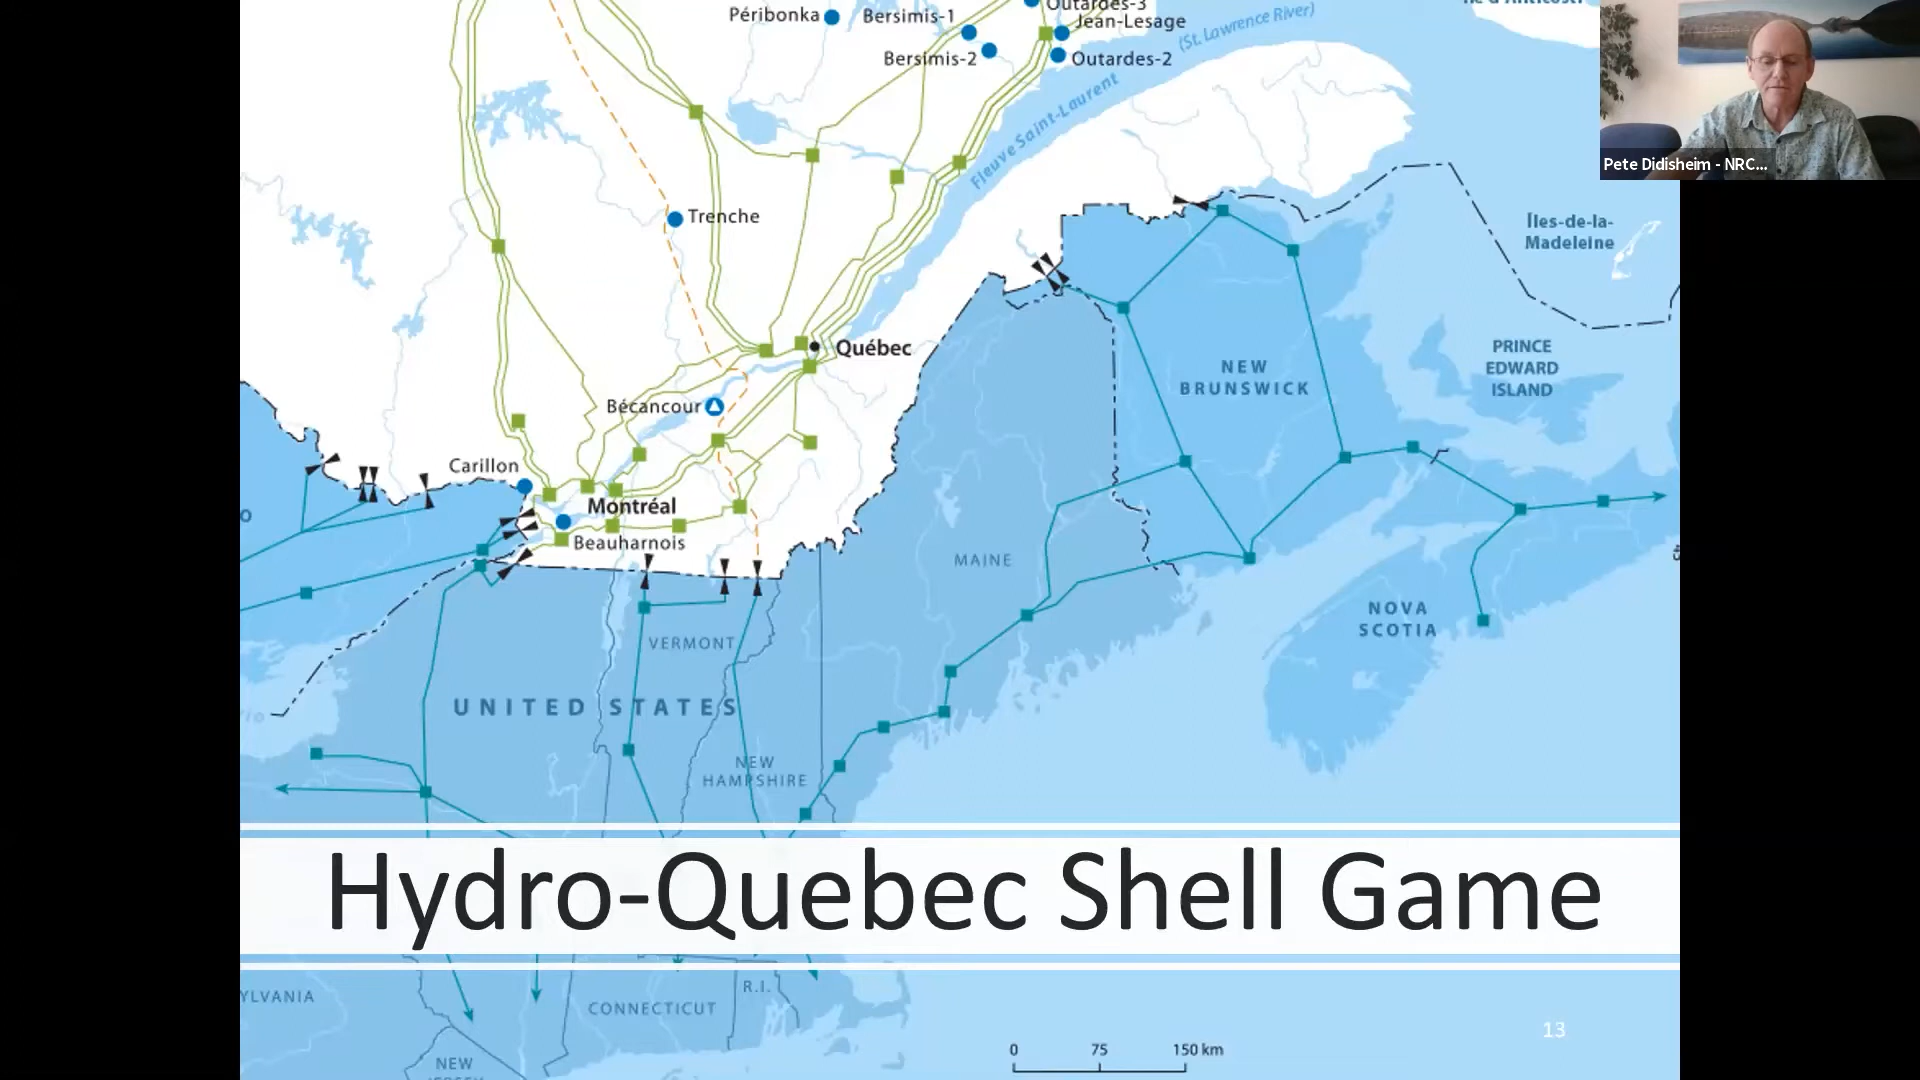 Outardes-3
Péribonka
Bersimis-1
Jean-Lesage
Bersimis-2
Outardes-2
(St. Lawrence River)
Fleuve Saint-Laurent
Pete Didisheim - NRC...
Trenche
Îles-de-la-
Madeleine
Québec
NEW
BRUNSWICK
PRINCE
EDWARD
ISLAND
Bécancour
Carillon
Montréal
Beauharnois
MAINE
NOVA
SCOTIA
VERMONT
UNITED STATES
NEW
HAMPSHIRE
Hydro-Quebec Shell Game
YLVANIA
CONNECTICUT
R.I.
13
0 75 150 km
NEW